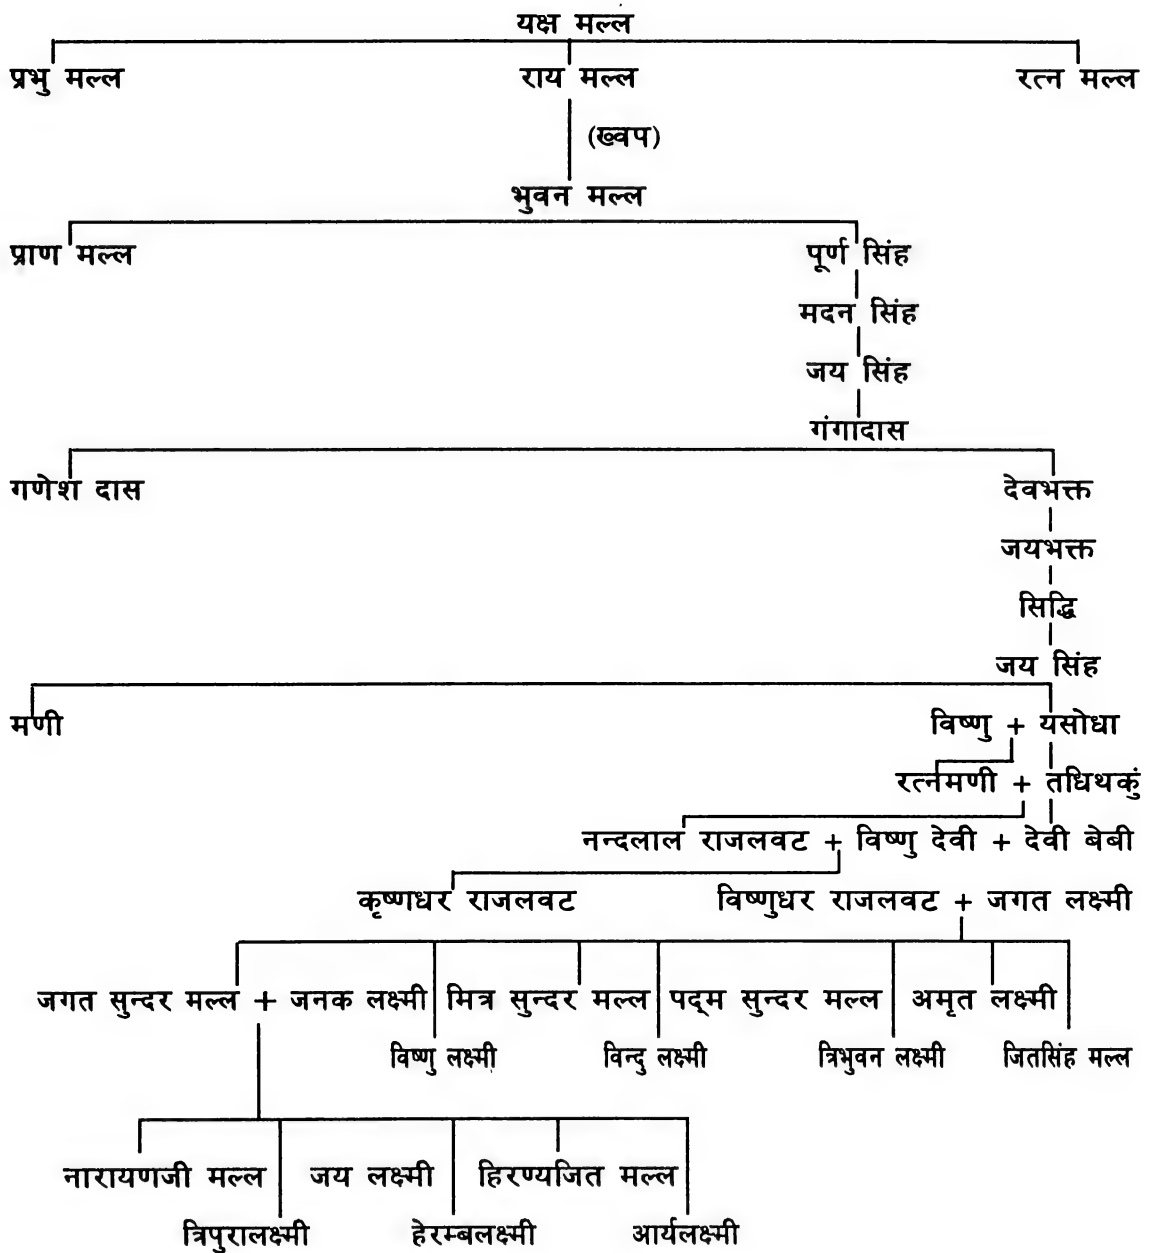 यक्ष मल्ल
प्रभु मल्ल राय मल्ल रत्न मल्ल
(ख्वप)
भुवन मल्ल
प्राण मल्ल पूर्ण सिंह
मदन सिंह
जय सिंह
गंगादास
गणेश दास देवभक्त
जयभक्त
सिद्धि
जय सिंह
मणी विष्णु + यसोधा
रत्नमणी + तधिथकुं
नन्दलाल राजलवट + विष्णु देवी + देवी बेबी
कृष्णधर राजलवट विष्णुधर राजलवट + जगत लक्ष्मी
जगत सुन्दर मल्ल + जनक लक्ष्मी मित्र सुन्दर मल्ल पद्म सुन्दर मल्ल अमृत लक्ष्मी
विष्णु लक्ष्मी विन्दु लक्ष्मी त्रिभुवन लक्ष्मी जितसिंह मल्ल
नारायणजी मल्ल जय लक्ष्मी हिरण्यजित मल्ल
त्रिपुरालक्ष्मी हेरम्बलक्ष्मी आर्यलक्ष्मी